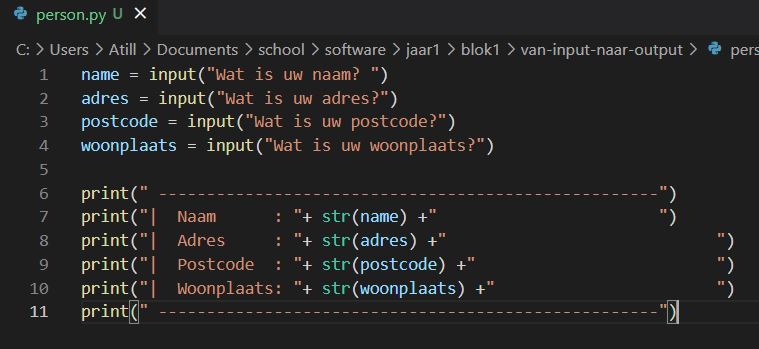 person.py U ×
C: > Users > Atill > Documents > school > software > jaar1 > blok1 > van-input-naar-output > pers
1 name = input("Wat is uw naam? ")
2 adres = input("Wat is uw adres?")
3 postcode = input("Wat is uw postcode?")
4 woonplaats = input("Wat is uw woonplaats?")
5
6 print(" ----------------------------------------------------")
7 print("|  Naam      : "+ str(name) +"                       ")
8 print("|  Adres     : "+ str(adres) +"                            ")
9 print("|  Postcode  : "+ str(postcode) +"                         ")
10 print("|  Woonplaats: "+ str(woonplaats) +"                       ")
11 print(" ----------------------------------------------------")